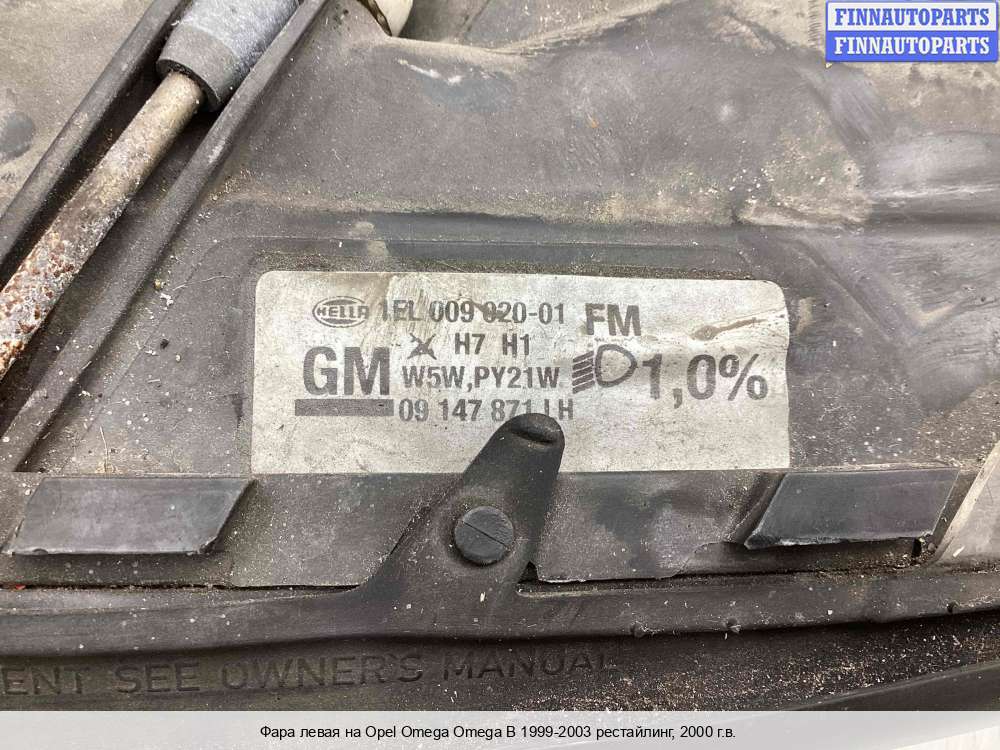 FINNAUTOPARTS
FINNAUTOPARTS
HELLA 1EL 009 020-01 FM
H7 H1
GM W5W,PY21W 1,0%
09 147 871 LH
ENT SEE OWNER'S MANUAL
Фара левая на Opel Omega Omega B 1999-2003 рестайлинг, 2000 г.в.